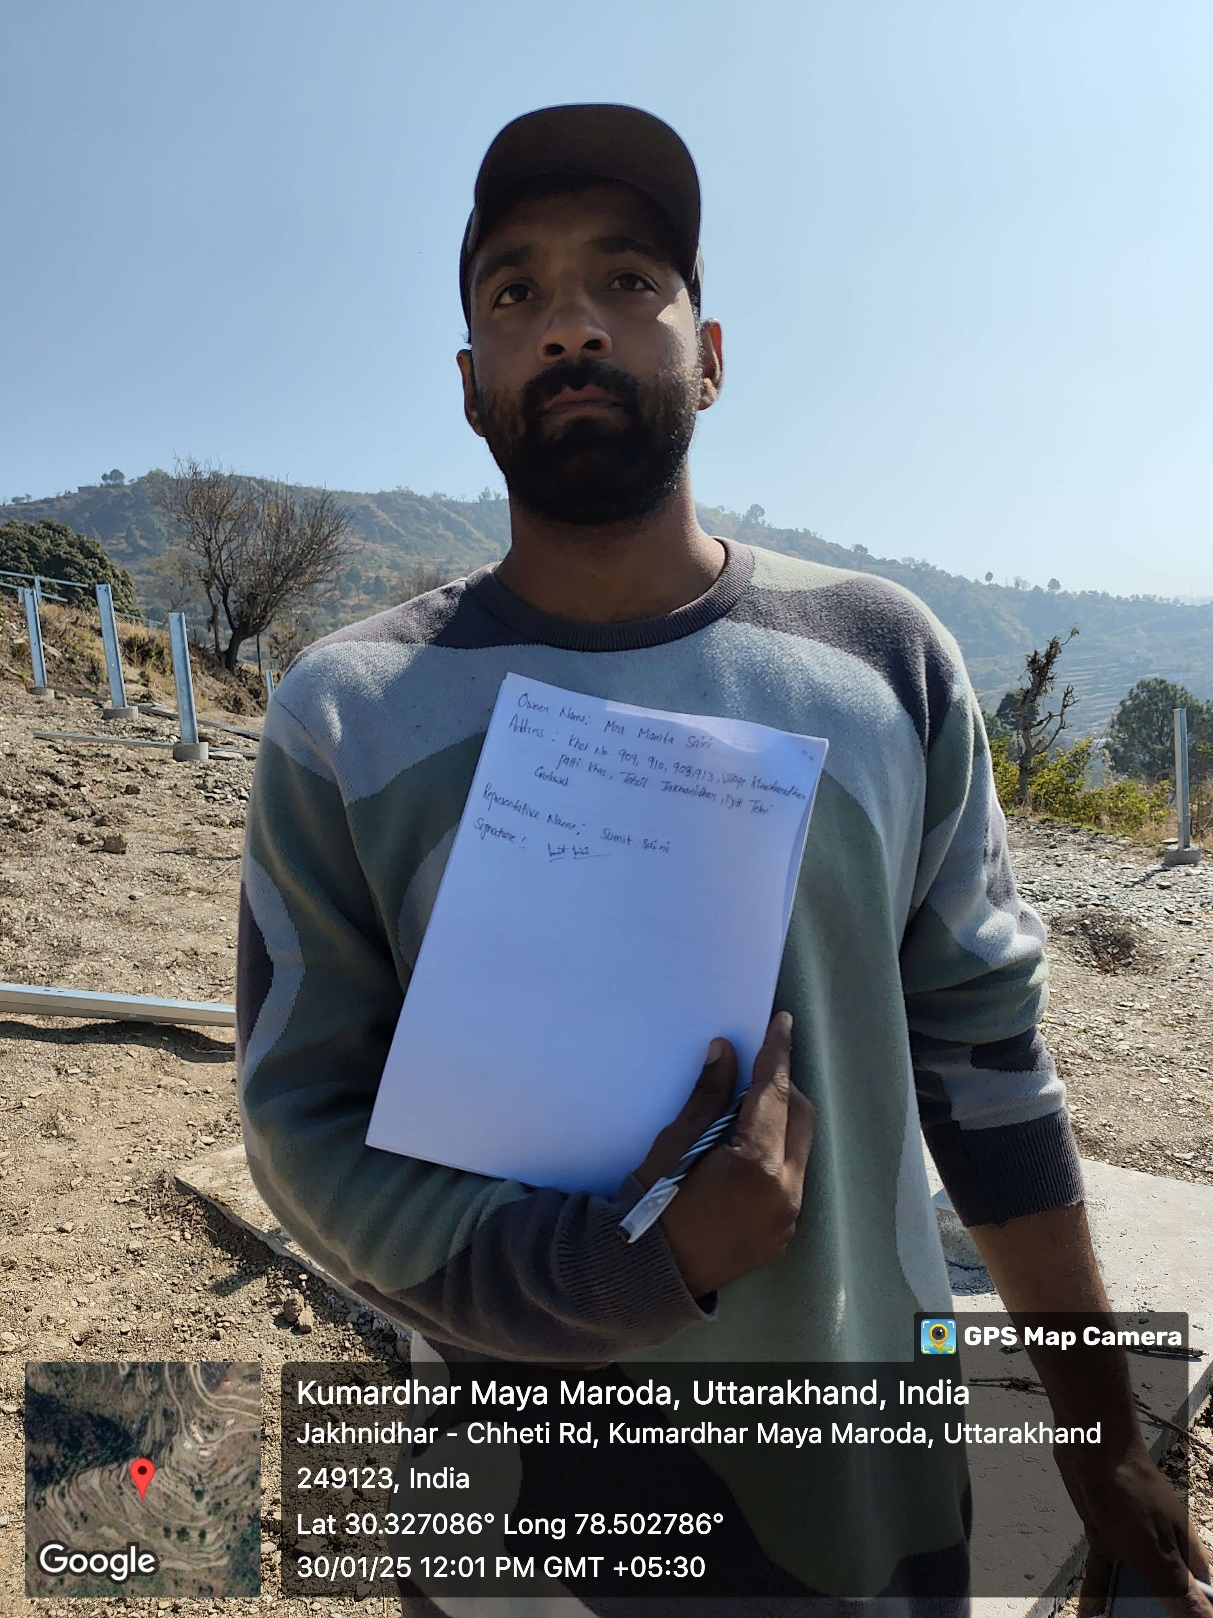 Owner Name: Mrs Mamta Saini
Address: Khet No. 909, 910, 908, 913, Village
Patti Khas, Tehsil Jakhanidhar, Tehri
Garhwal
Representative Name: Sumit Saini
Signature:
GPS Map Camera
Kumardhar Maya Maroda, Uttarakhand, India
Jakhnidhar - Chheti Rd, Kumardhar Maya Maroda, Uttarakhand
249123, India
Lat 30.327086° Long 78.502786°
30/01/25 12:01 PM GMT +05:30
Google